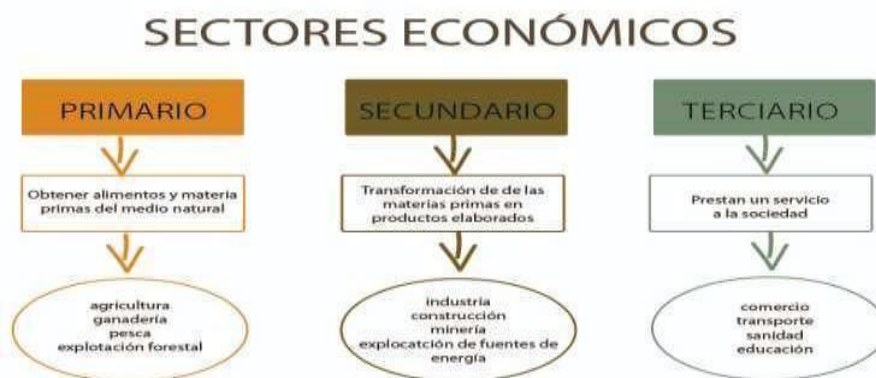 SECTORES ECONÓMICOS
PRIMARIO
Obtener alimentos y materia
primas del medio natural
agricultura
ganadería
pesca
explotación forestal
SECUNDARIO
Transformación de de las
materias primas en
productos elaborados
industria
construcción
minería
explocatción de fuentes de
energía
TERCIARIO
Prestan un servicio
a la sociedad
comercio
transporte
sanidad
educación